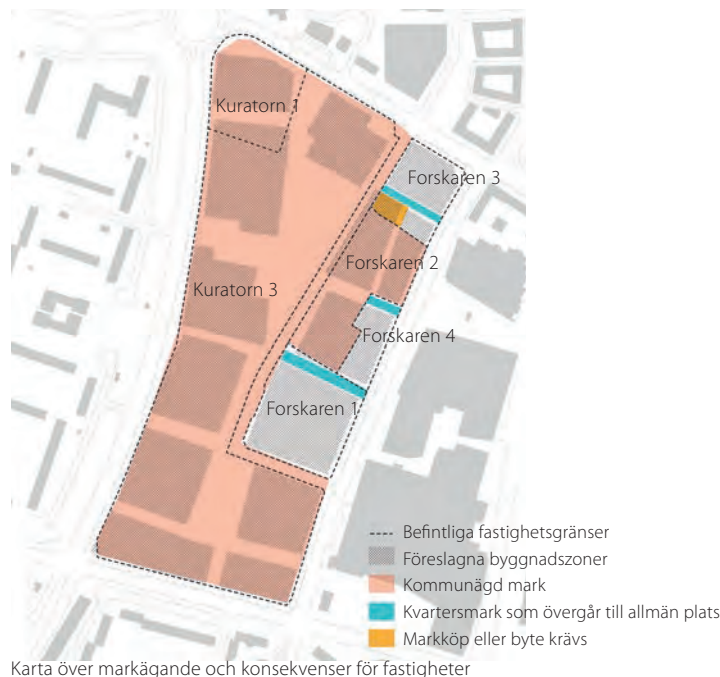 Kuratorn 1
Forskaren 3
Forskaren 2
Kuratorn 3
Forskaren 4
Forskaren 1
Befintliga fastighetsgränser
Föreslagna byggnadszoner
Kommunägd mark
Kvartersmark som övergår till allmän plats
Markköp eller byte krävs
Karta över markägande och konsekvenser för fastigheter